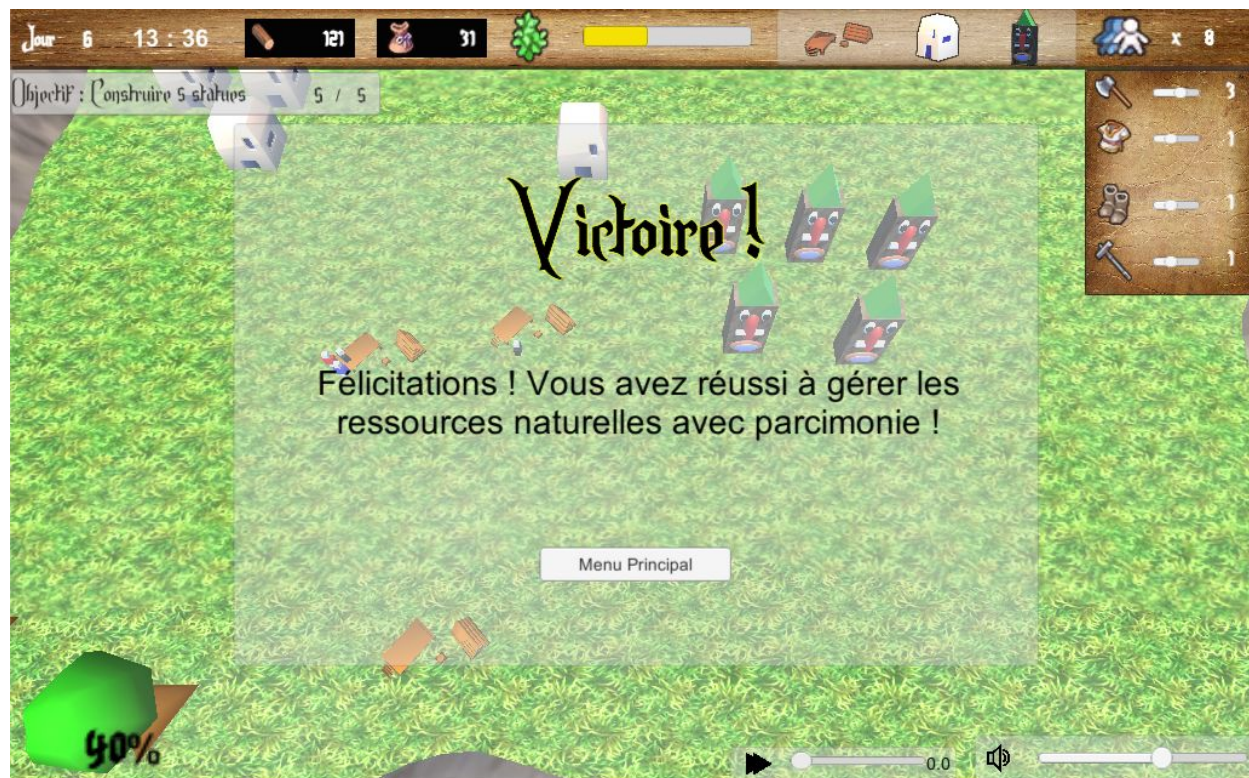 Jour 6 13 : 36 121 31 x 8
Objectif : Construire 5 statues 5 / 5
3
1
1
1
Victoire !
Félicitations ! Vous avez réussi à gérer les
ressources naturelles avec parcimonie !
Menu Principal
40%
0.0